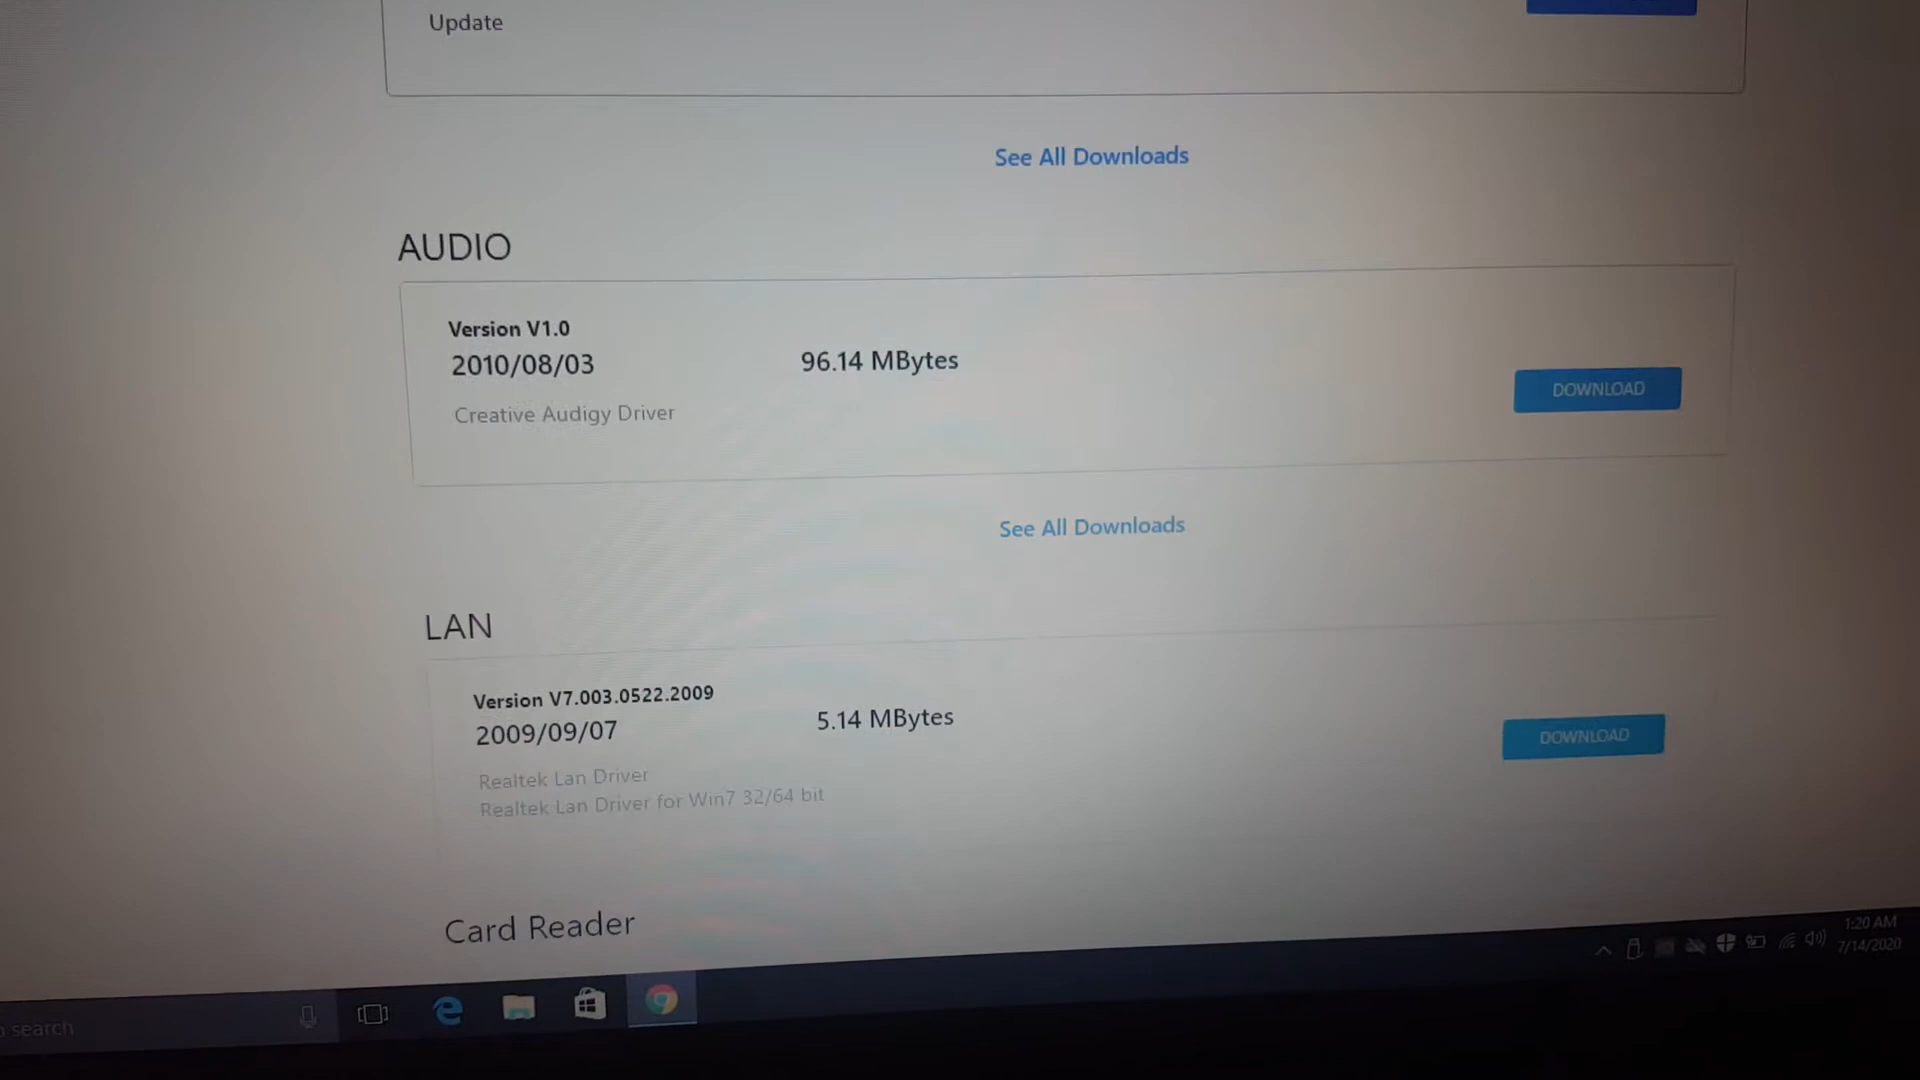 Update
See All Downloads
AUDIO
Version V1.0
2010/08/03
96.14 MBytes
DOWNLOAD
Creative Audigy Driver
See All Downloads
LAN
Version V7.003.0522.2009
2009/09/07
5.14 MBytes
DOWNLOAD
Realtek Lan Driver
Realtek Lan Driver for Win7 32/64 bit
Card Reader
1:20 AM
7/14/2020
search